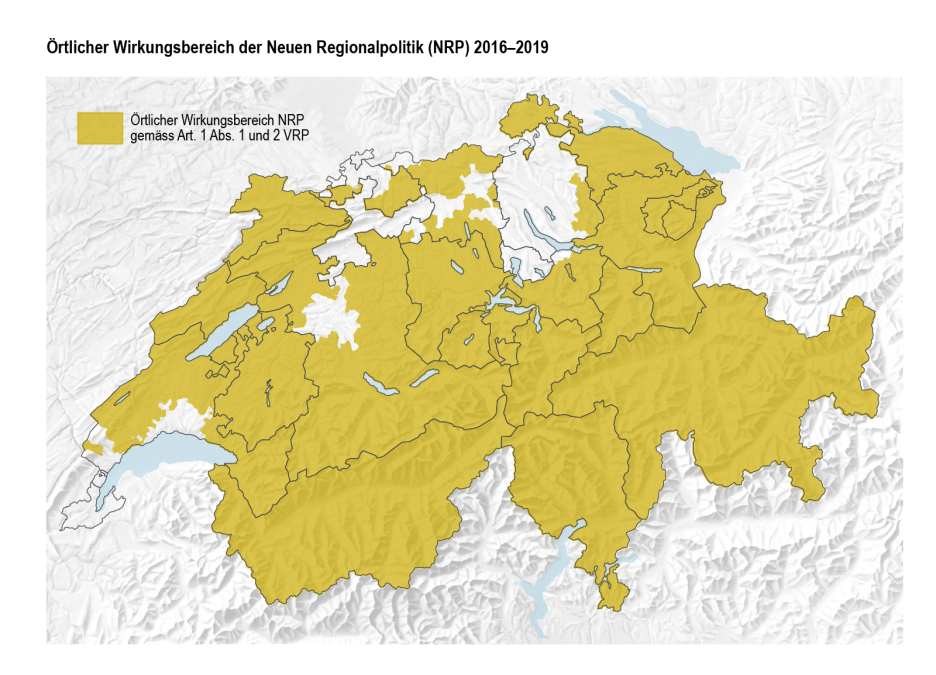 Örtlicher Wirkungsbereich der Neuen Regionalpolitik (NRP) 2016–2019
Örtlicher Wirkungsbereich NRP
gemäss Art. 1 Abs. 1 und 2 VRP